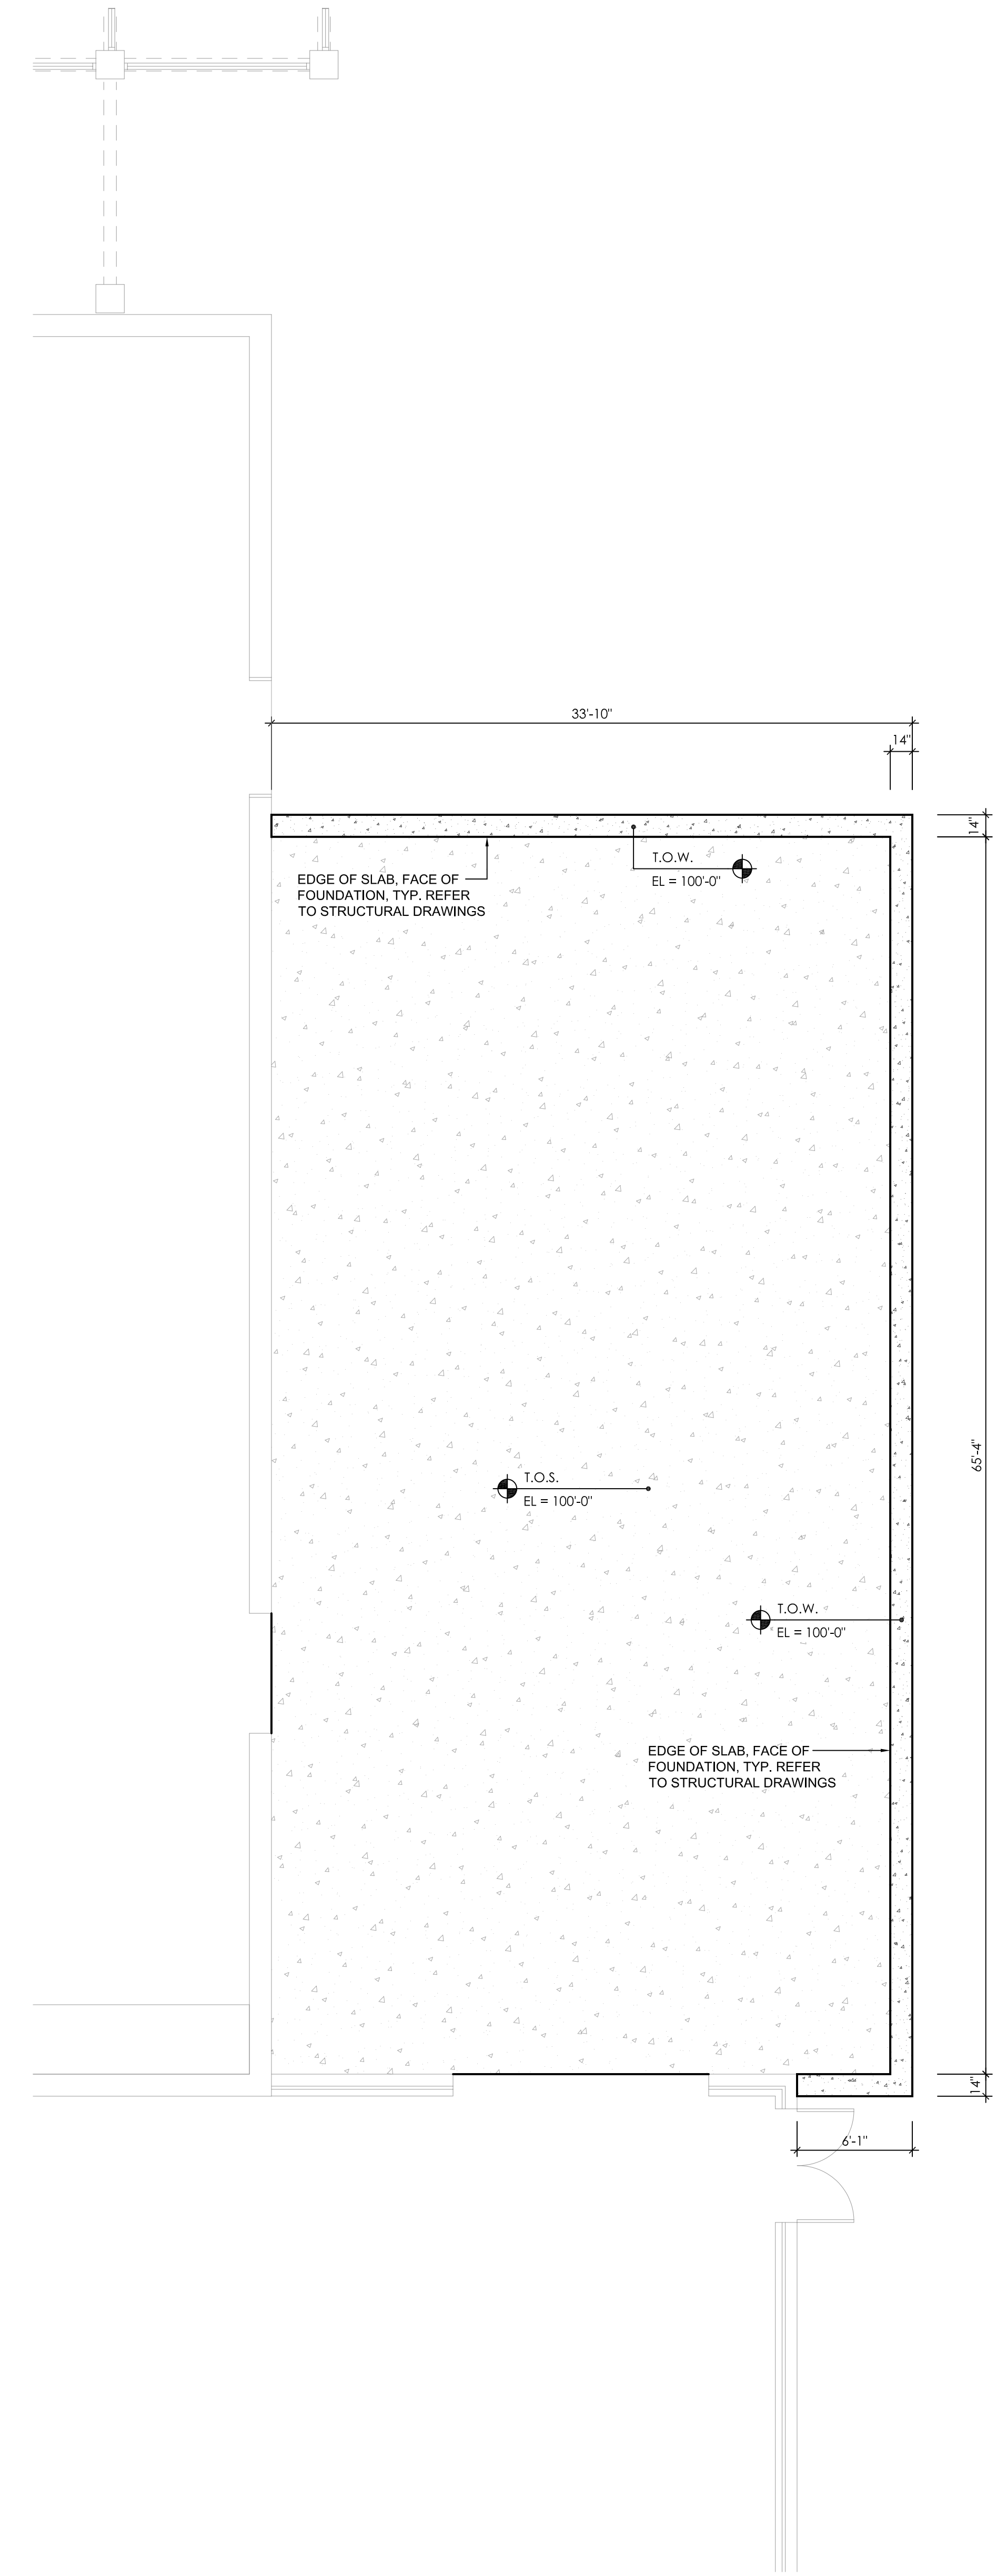 33'-10"
14"
14"
T.O.W.
EL = 100'-0"
EDGE OF SLAB, FACE OF
FOUNDATION, TYP. REFER
TO STRUCTURAL DRAWINGS
65'-4"
T.O.S.
EL = 100'-0"
T.O.W.
EL = 100'-0"
EDGE OF SLAB, FACE OF
FOUNDATION, TYP. REFER
TO STRUCTURAL DRAWINGS
14"
6'-1"